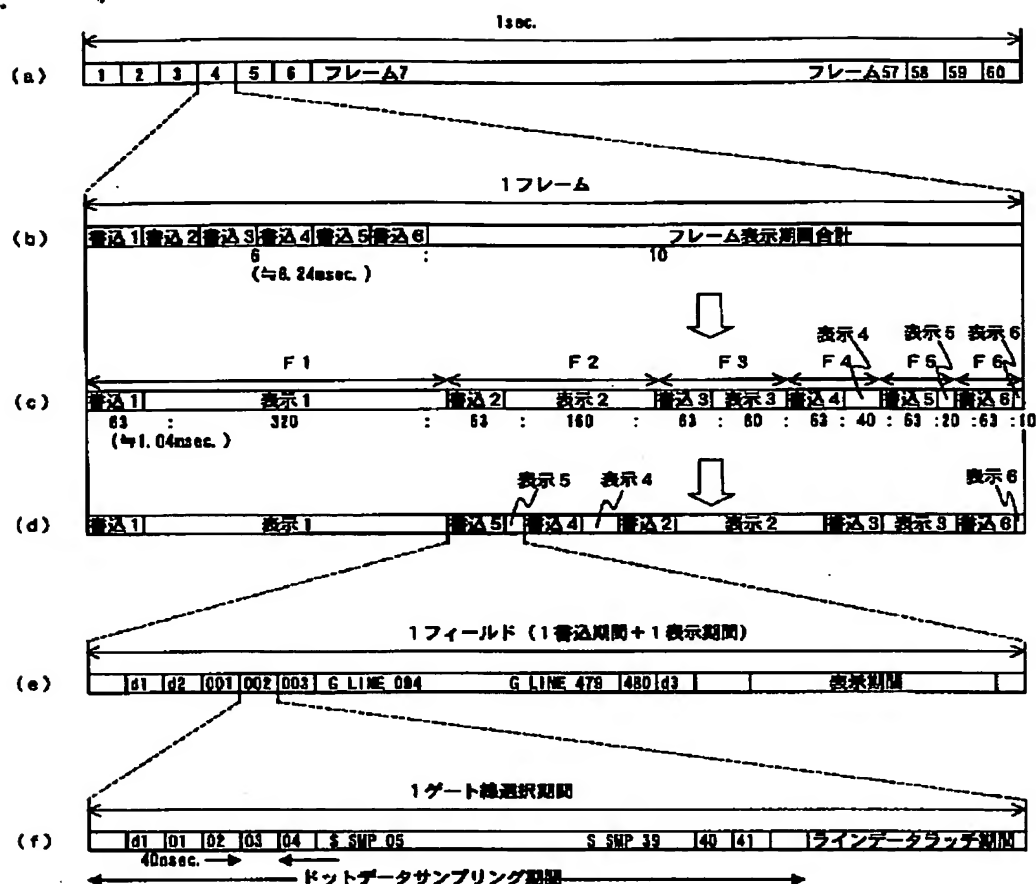 1sec.
(a) 1 2 3 4 5 6 フレーム7 フレーム57 58 59 60
1フレーム
(b) 書込1 書込2 書込3 書込4 書込5 書込6 フレーム表示期間合計
6 : 10
(≒6.24msec.)
表示4 表示5 表示6
F1 F2 F3 F4 F5 F6
(c) 書込1 表示1 書込2 表示2 書込3 表示3 書込4 書込5 書込6
63 : 320 : 63 : 160 : 63 : 80 : 63 : 40 : 63 : 20 : 63 : 10
(≒1.04msec.)
表示5 表示4 表示6
(d) 書込1 表示1 書込5 書込4 書込2 表示2 書込3 表示3 書込6
1フィールド(1書込期間+1表示期間)
(e) d1 d2 001 002 003 G LINE 004 G LINE 479 480 d3 表示期間
1ゲート線選択期間
(f) d1 01 02 03 04 S SMP 05 S SMP 39 40 41 ラインデータラッチ期間
40nsec.
ドットデータサンプリング期間